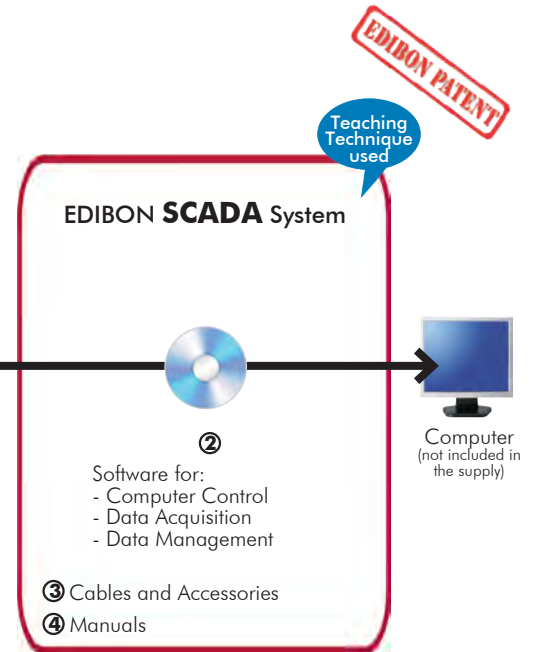 EDIBON PATENT
Teaching
Technique
used
EDIBON SCADA System
②
Software for:
- Computer Control
- Data Acquisition
- Data Management
③ Cables and Accessories
④ Manuals
Computer
(not included in
the supply)